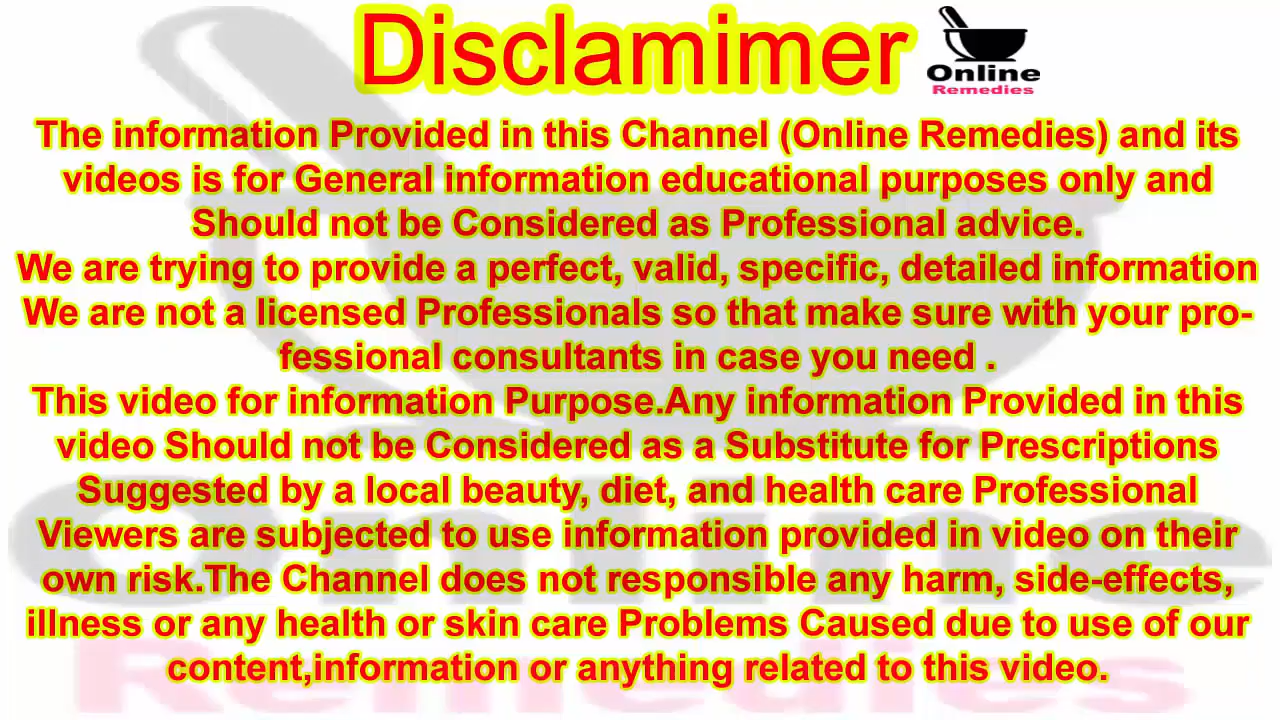 Disclamimer
Online
Remedies
The information Provided in this Channel (Online Remedies) and its
videos is for General information educational purposes only and
Should not be Considered as Professional advice.
We are trying to provide a perfect, valid, specific, detailed information
We are not a licensed Professionals so that make sure with your pro-
fessional consultants in case you need .
This video for information Purpose.Any information Provided in this
video Should not be Considered as a Substitute for Prescriptions
Suggested by a local beauty, diet, and health care Professional
Viewers are subjected to use information provided in video on their
own risk.The Channel does not responsible any harm, side-effects,
illness or any health or skin care Problems Caused due to use of our
content,information or anything related to this video.
Online
Remedies